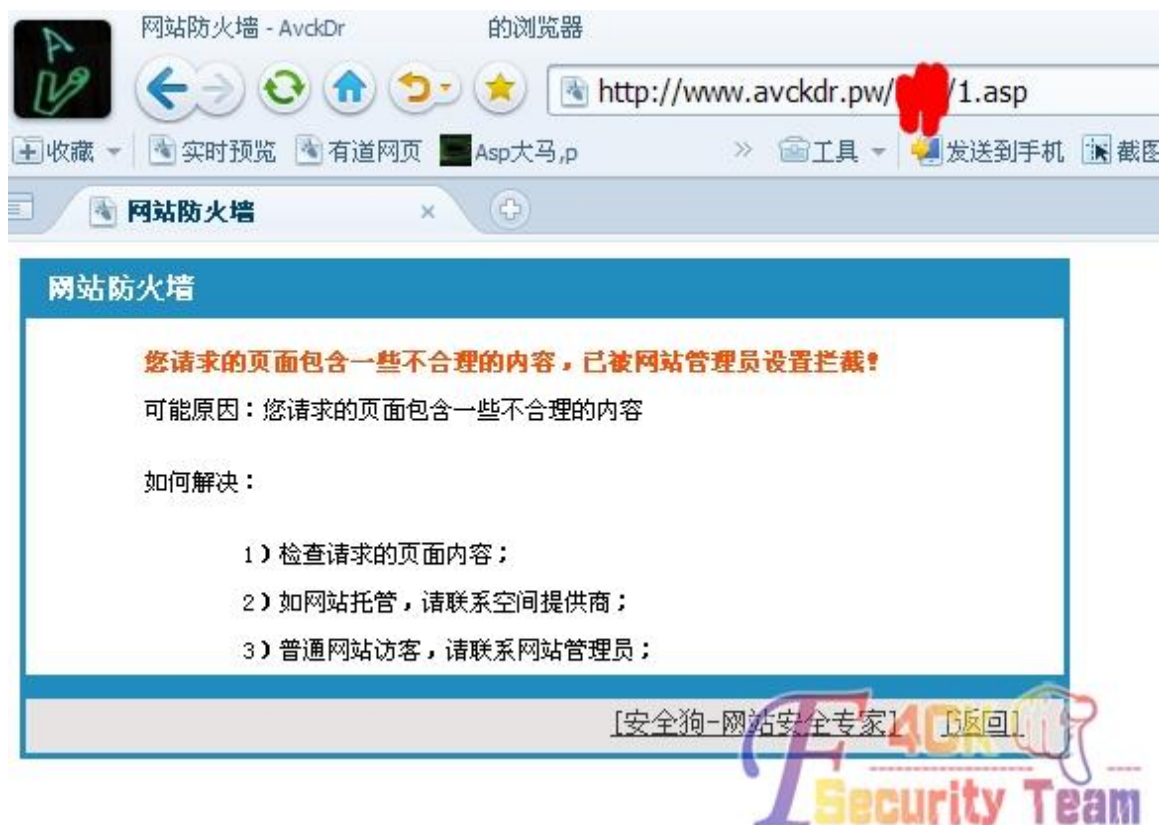 网站防火墙 - AvckDr 的浏览器
http://www.avckdr.pw/ /1.asp
收藏 实时预览 有道网页 Asp大马,p » 工具 发送到手机 截图
网站防火墙
网站防火墙
您请求的页面包含一些不合理的内容，已被网站管理员设置拦截！
可能原因：您请求的页面包含一些不合理的内容
如何解决：
1）检查请求的页面内容；
2）如网站托管，请联系空间提供商；
3）普通网站访客，请联系网站管理员；
[安全狗-网站安全专家] [返回]
F4CK
Security Team